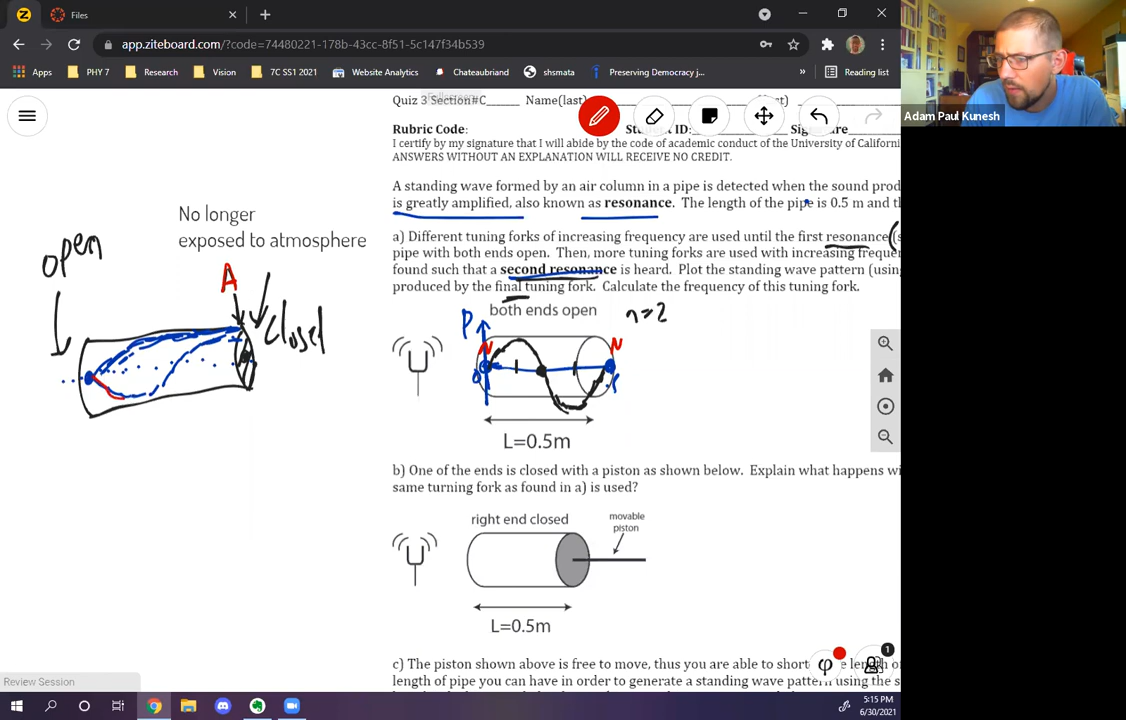 Files
app.ziteboard.com/?code=74480221-178b-43cc-8f51-5c147f34b539
Apps PHY 7 Research Vision 7C SS1 2021 Website Analytics Chateaubriand shsmata Preserving Democracy j... » Reading list
Adam Paul Kunesh
Quiz 3 Section#C______ Name(last)
Rubric Code: Student ID: Signature
I certify by my signature that I will abide by the code of academic conduct of the University of Californi
ANSWERS WITHOUT AN EXPLANATION WILL RECEIVE NO CREDIT.
A standing wave formed by an air column in a pipe is detected when the sound prod
is greatly amplified, also known as resonance. The length of the pipe is 0.5 m and th
a) Different tuning forks of increasing frequency are used until the first resonance (
pipe with both ends open. Then, more tuning forks are used with increasing freque
found such that a second resonance is heard. Plot the standing wave pattern (usin
produced by the final tuning fork. Calculate the frequency of this tuning fork.
both ends open n=2
P
N N
L=0.5m
No longer
exposed to atmosphere
open
A
closed
b) One of the ends is closed with a piston as shown below. Explain what happens wi
same turning fork as found in a) is used?
right end closed
movable
piston
L=0.5m
c) The piston shown above is free to move, thus you are able to short e len on
length of pipe you can have in order to generate a standing wave pattern using the s
1
Review Session
5:15 PM
6/30/2021